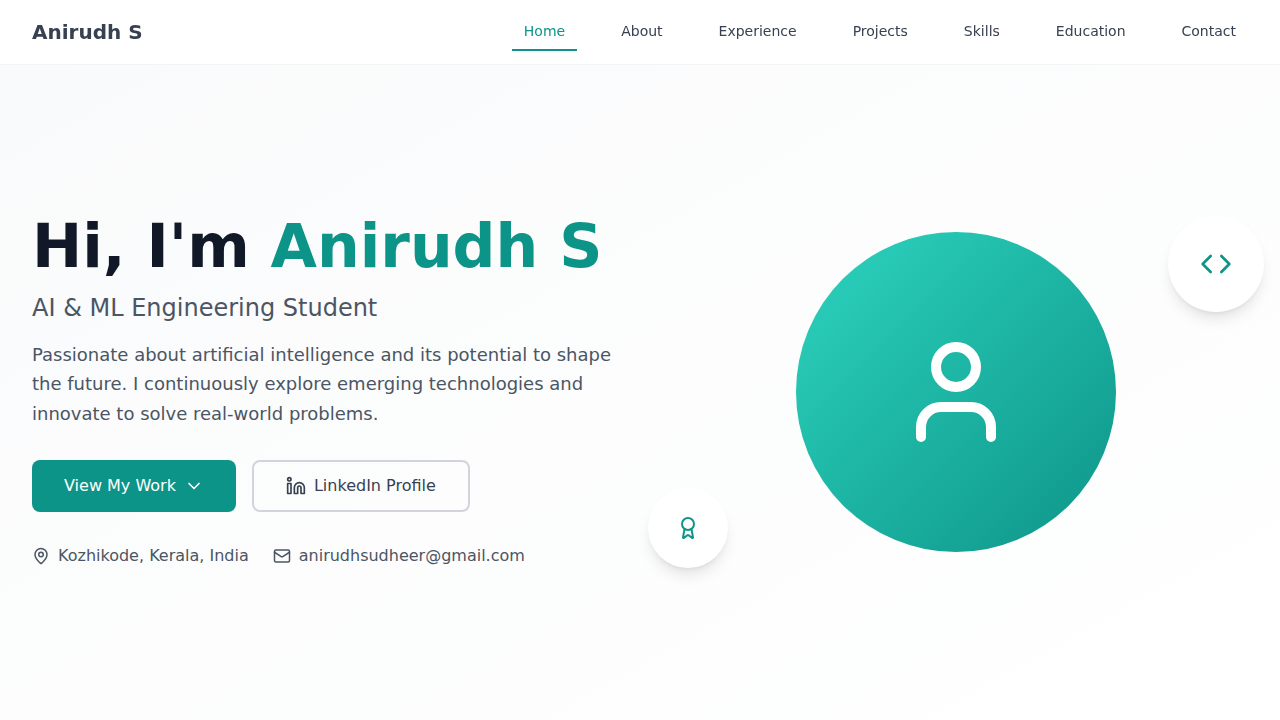 Anirudh S
Home
About
Experience
Projects
Skills
Education
Contact
Hi, I'm Anirudh S
AI & ML Engineering Student
Passionate about artificial intelligence and its potential to shape
the future. I continuously explore emerging technologies and
innovate to solve real-world problems.
View My Work
LinkedIn Profile
Kozhikode, Kerala, India
anirudhsudheer@gmail.com